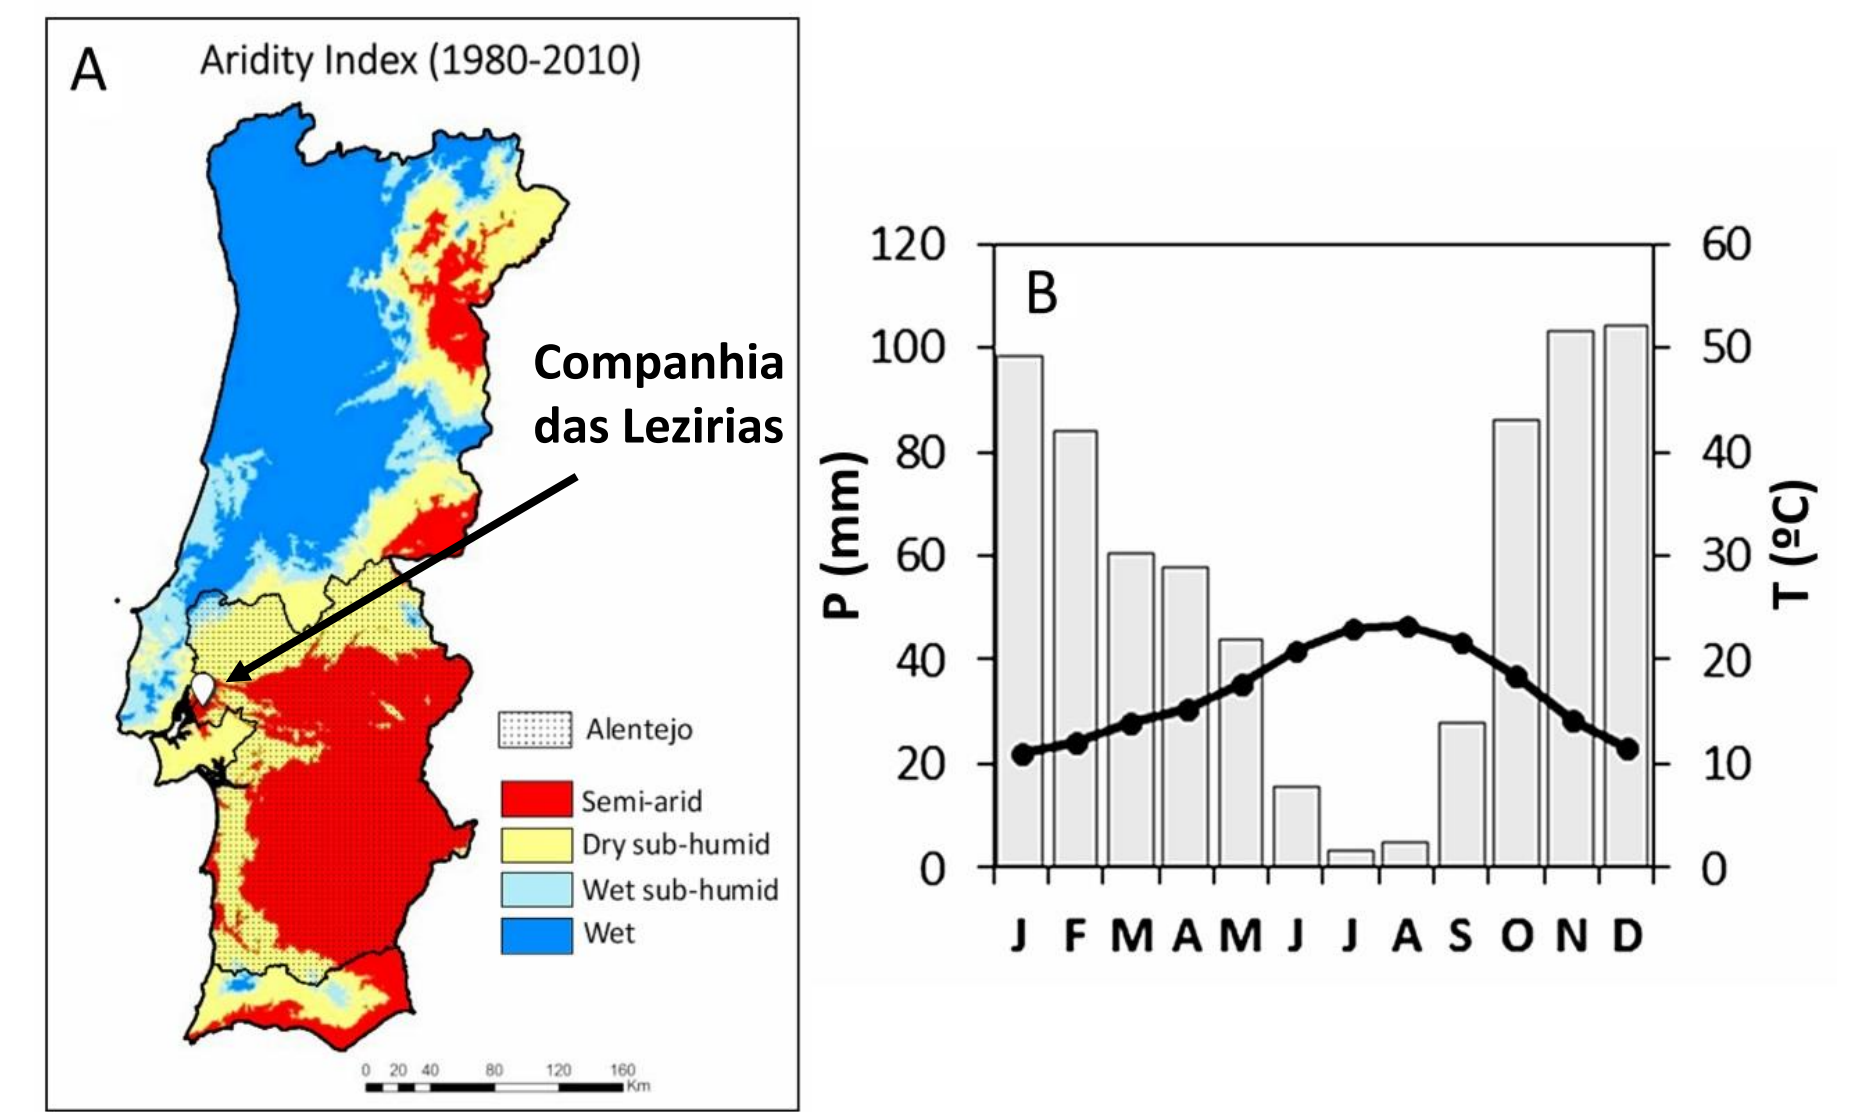 A
Aridity Index (1980-2010)
Companhia
das Lezirias
Alentejo
Semi-arid
Dry sub-humid
Wet sub-humid
Wet
0 20 40 80 120 160
Km
B
P (mm)
120
100
80
60
40
20
0
60
50
40
30
20
10
0
T (ºC)
J F M A M J J A S O N D